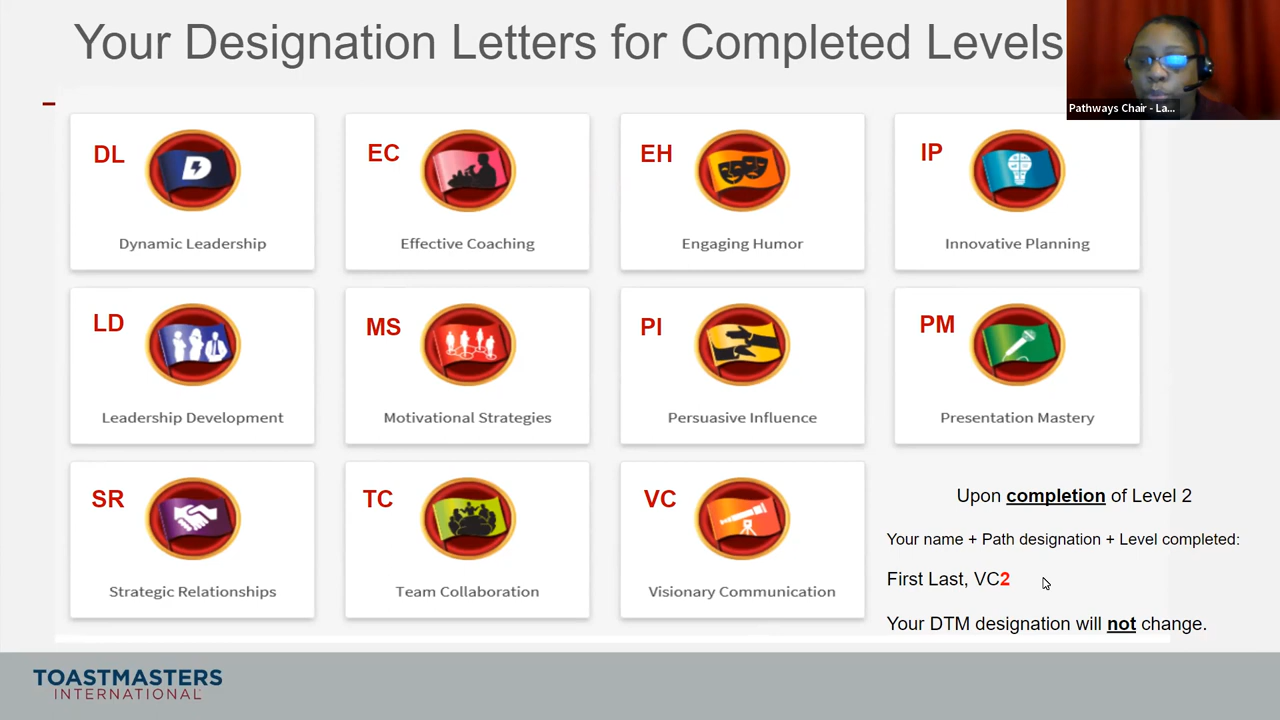 Your Designation Letters for Completed Levels
Pathways Chair - La...
DL
Dynamic Leadership
EC
Effective Coaching
EH
Engaging Humor
IP
Innovative Planning
LD
Leadership Development
MS
Motivational Strategies
PI
Persuasive Influence
PM
Presentation Mastery
SR
Strategic Relationships
TC
Team Collaboration
VC
Visionary Communication
Upon completion of Level 2
Your name + Path designation + Level completed:
First Last, VC2
Your DTM designation will not change.
TOASTMASTERS
INTERNATIONAL